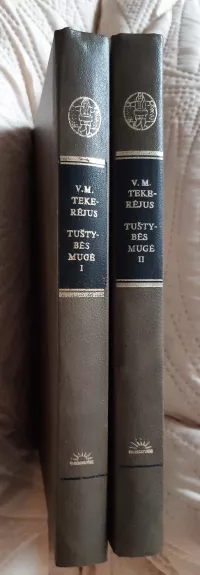 V. M.
TEKE-
RĖJUS
TUŠTY-
BĖS
MUGĖ
I
V. M.
TEKE-
RĖJUS
TUŠTY-
BĖS
MUGĖ
II